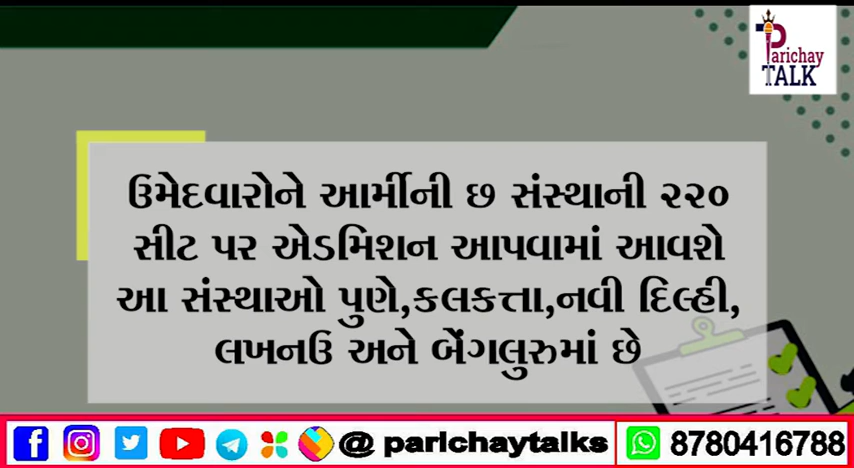 Parichay
TALK
ઉમેદવારોને આર્મીની છ સંસ્થાની ૨૨૦
સીટ પર એડમિશન આપવામાં આવશે
આ સંસ્થાઓ પુણે,કલકત્તા,નવી દિલ્હી,
લખનઉ અને બેંગલુરુમાં છે
@ parichaytalks 8780416788